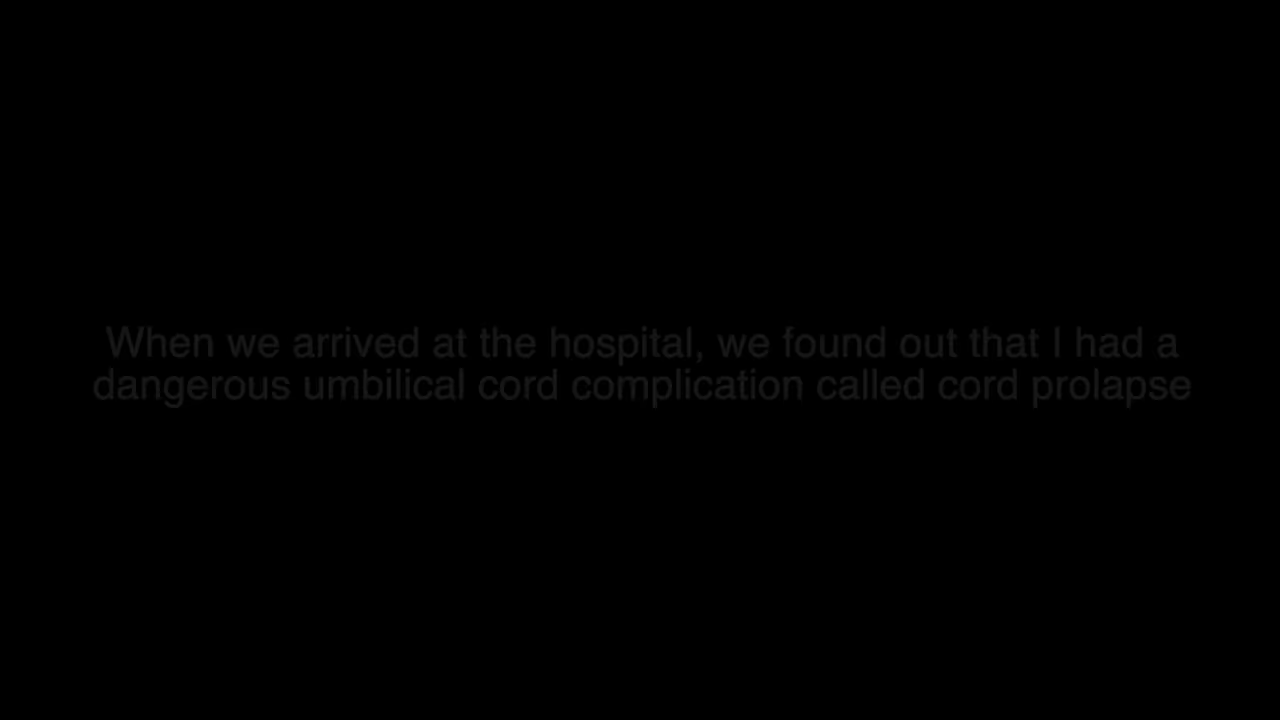 When we arrived at the hospital, we found out that I had a
dangerous umbilical cord complication called cord prolapse